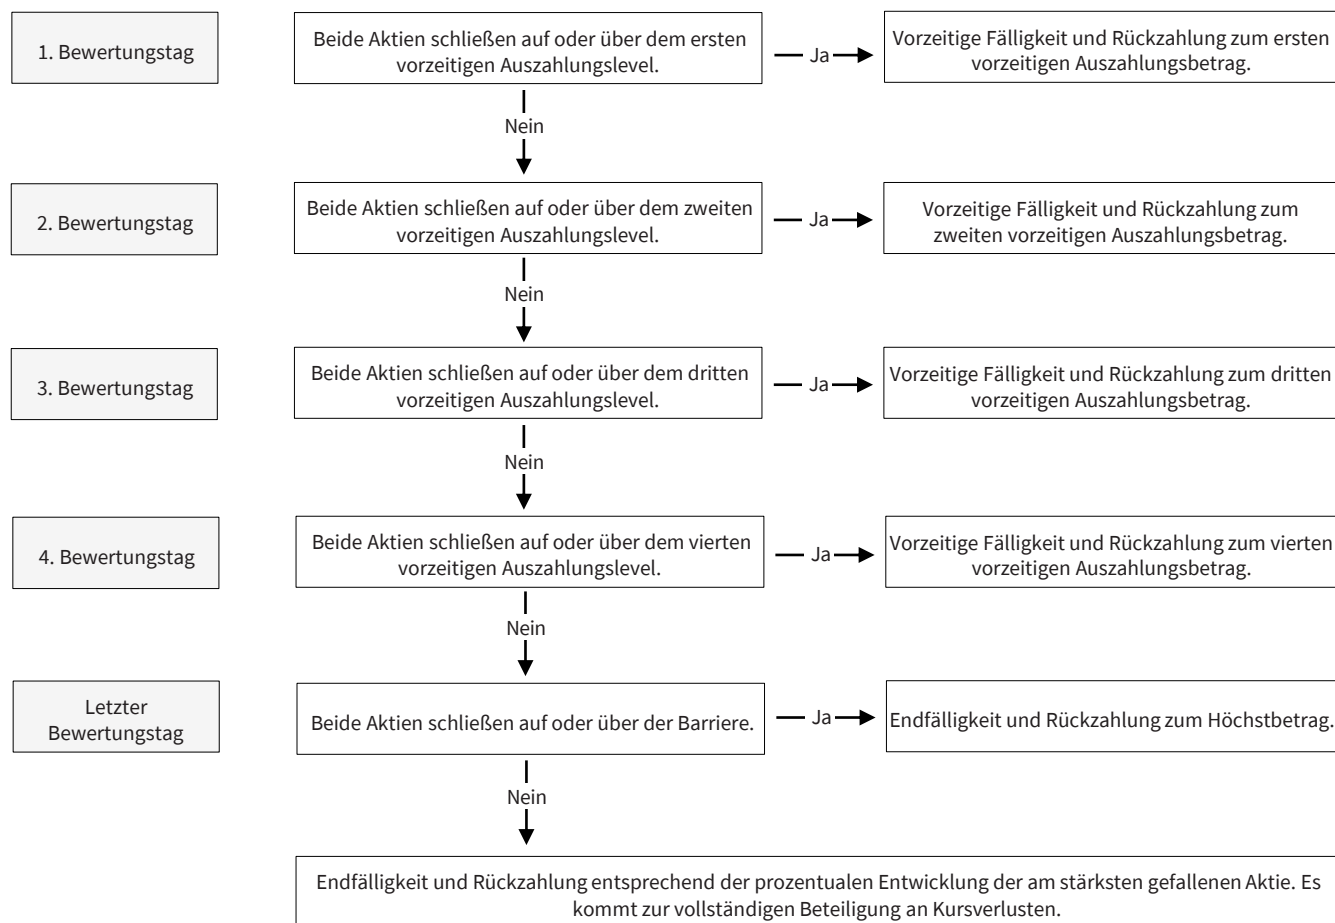 1. Bewertungstag
Beide Aktien schließen auf oder über dem ersten
vorzeitigen Auszahlungslevel.
Ja
Vorzeitige Fälligkeit und Rückzahlung zum ersten
vorzeitigen Auszahlungsbetrag.
Nein
2. Bewertungstag
Beide Aktien schließen auf oder über dem zweiten
vorzeitigen Auszahlungslevel.
Ja
Vorzeitige Fälligkeit und Rückzahlung zum
zweiten vorzeitigen Auszahlungsbetrag.
Nein
3. Bewertungstag
Beide Aktien schließen auf oder über dem dritten
vorzeitigen Auszahlungslevel.
Ja
Vorzeitige Fälligkeit und Rückzahlung zum dritten
vorzeitigen Auszahlungsbetrag.
Nein
4. Bewertungstag
Beide Aktien schließen auf oder über dem vierten
vorzeitigen Auszahlungslevel.
Ja
Vorzeitige Fälligkeit und Rückzahlung zum vierten
vorzeitigen Auszahlungsbetrag.
Nein
Letzter
Bewertungstag
Beide Aktien schließen auf oder über der Barriere.
Ja
Endfälligkeit und Rückzahlung zum Höchstbetrag.
Nein
Endfälligkeit und Rückzahlung entsprechend der prozentualen Entwicklung der am stärksten gefallenen Aktie. Es
kommt zur vollständigen Beteiligung an Kursverlusten.